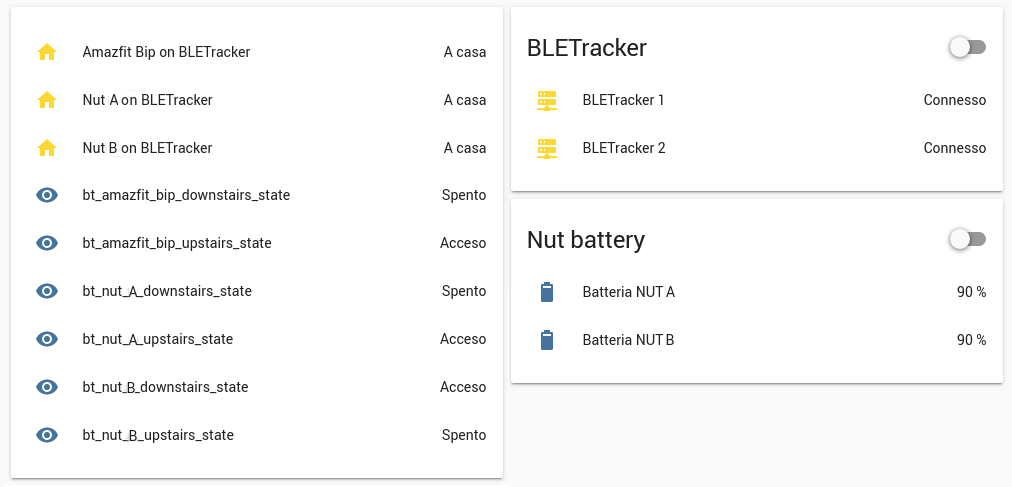 Amazfit Bip on BLETracker A casa
Nut A on BLETracker A casa
Nut B on BLETracker A casa
bt_amazfit_bip_downstairs_state Spento
bt_amazfit_bip_upstairs_state Acceso
bt_nut_A_downstairs_state Spento
bt_nut_A_upstairs_state Acceso
bt_nut_B_downstairs_state Acceso
bt_nut_B_upstairs_state Spento
BLETracker
BLETracker 1 Connesso
BLETracker 2 Connesso
Nut battery
Batteria NUT A 90 %
Batteria NUT B 90 %